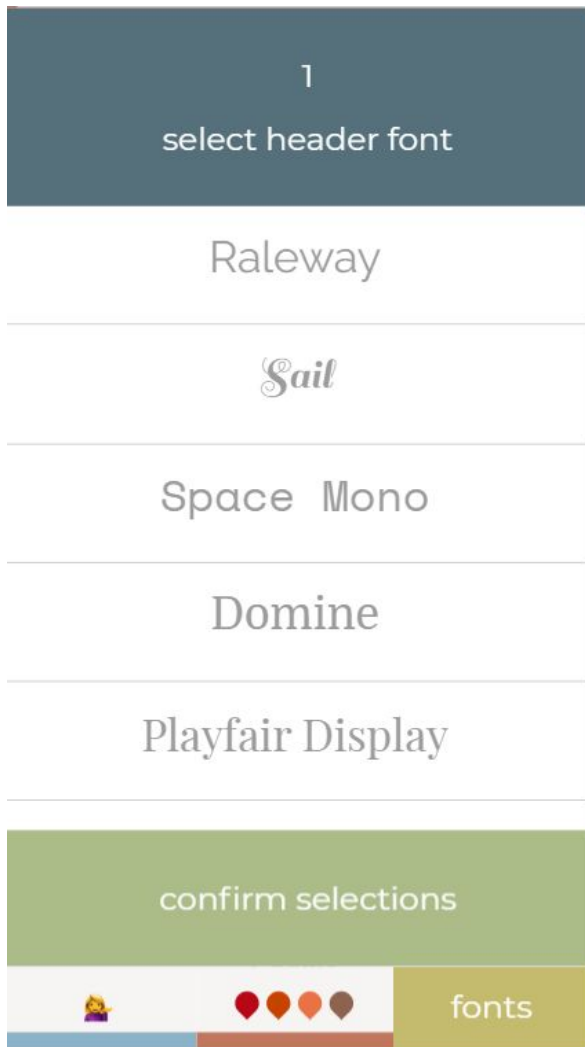 1
select header font
Raleway
Sail
Space Mono
Domine
Playfair Display
confirm selections
fonts